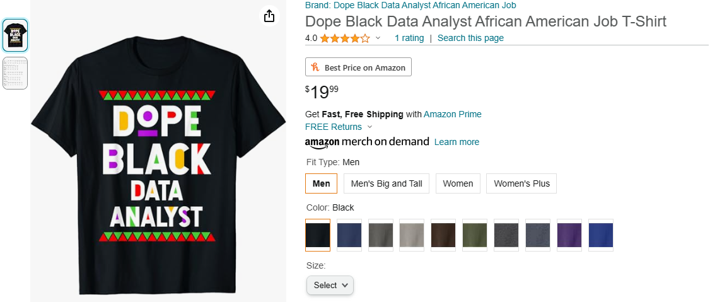 Brand: Dope Black Data Analyst African American Job
Dope Black Data Analyst African American Job T-Shirt
4.0
1 rating | Search this page
Best Price on Amazon
$19.99
Get Fast, Free Shipping with Amazon Prime
FREE Returns
amazon merch on demand Learn more
Fit Type: Men
Men
Men's Big and Tall
Women
Women's Plus
Color: Black
Size:
Select
DOPE
BLACK
DATA
ANALYST